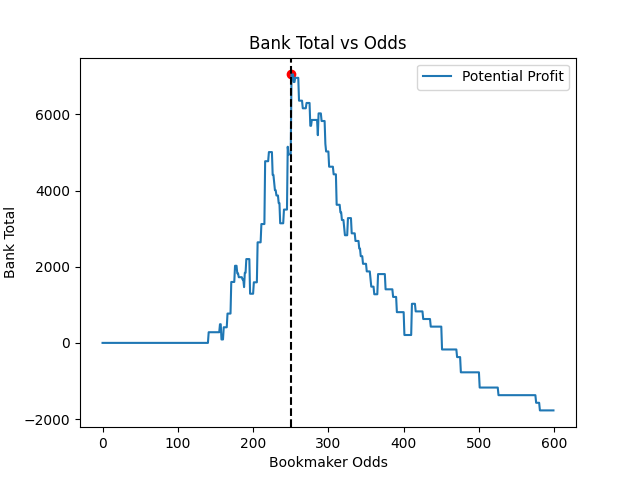 Bank Total vs Odds
Potential Profit
6000
4000
2000
0
−2000
Bank Total
0 100 200 300 400 500 600
Bookmaker Odds